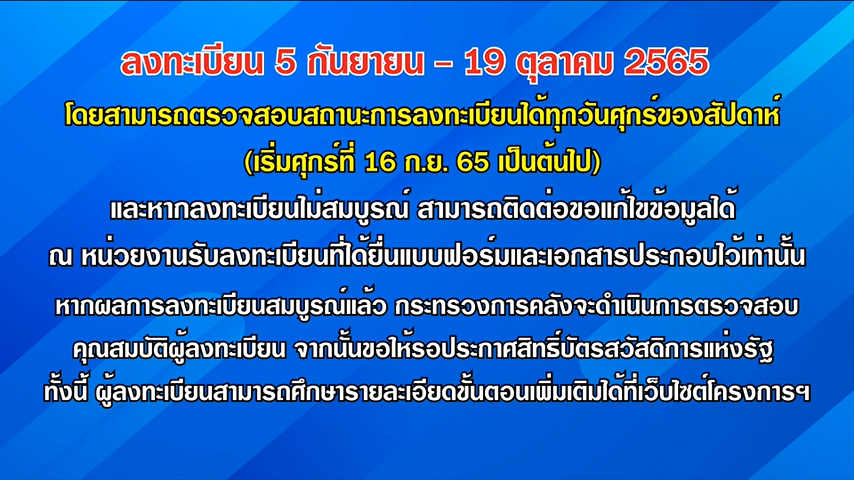 ลงทะเบียน 5 กันยายน – 19 ตุลาคม 2565
โดยสามารถตรวจสอบสถานะการลงทะเบียนได้ทุกวันศุกร์ของสัปดาห์
(เริ่มศุกร์ที่ 16 ก.ย. 65 เป็นต้นไป)
และหากลงทะเบียนไม่สมบูรณ์ สามารถติดต่อขอแก้ไขข้อมูลได้
ณ หน่วยงานรับลงทะเบียนที่ได้ยื่นแบบฟอร์มและเอกสารประกอบไว้เท่านั้น
หากผลการลงทะเบียนสมบูรณ์แล้ว กระทรวงการคลังจะดำเนินการตรวจสอบ
คุณสมบัติผู้ลงทะเบียน จากนั้นขอให้รอประกาศสิทธิ์บัตรสวัสดิการแห่งรัฐ
ทั้งนี้ ผู้ลงทะเบียนสามารถศึกษารายละเอียดขั้นตอนเพิ่มเติมได้ที่เว็บไซต์โครงการฯ